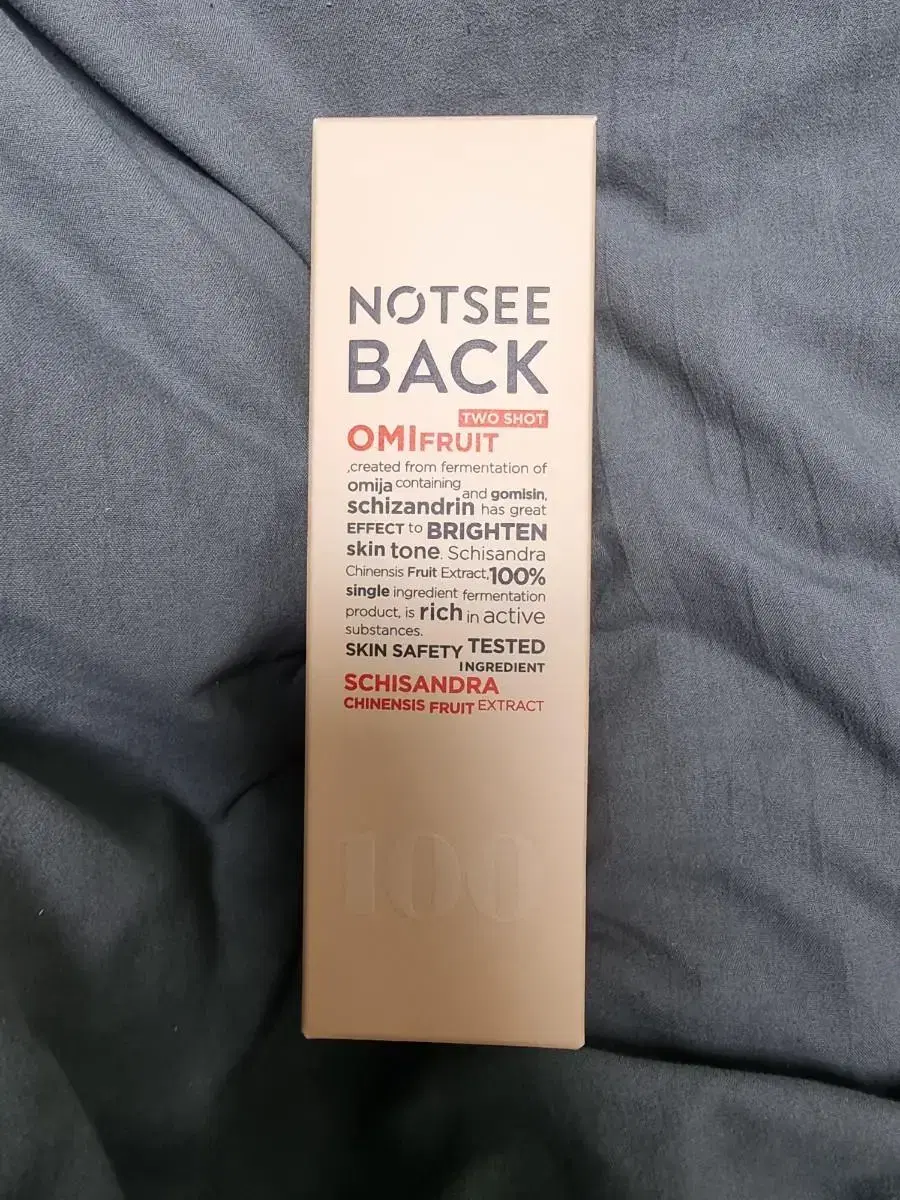 NOTSEE
BACK
TWO SHOT
OMIFRUIT
,created from fermentation of
omija containing and gomisin,
schizandrin has great
EFFECT to BRIGHTEN
skin tone. Schisandra
Chinensis Fruit Extract,100%
single ingredient fermentation
product, is rich in active
substances.
SKIN SAFETY TESTED
INGREDIENT
SCHISANDRA
CHINENSIS FRUIT EXTRACT
100